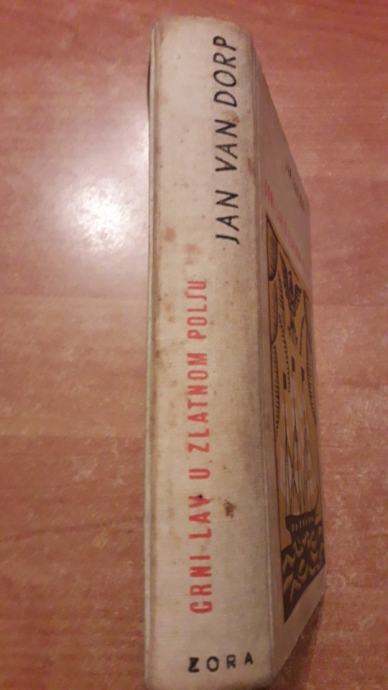 JAN VAN DORP
CRNI LAV U ZLATNOM POLJU
ZORA